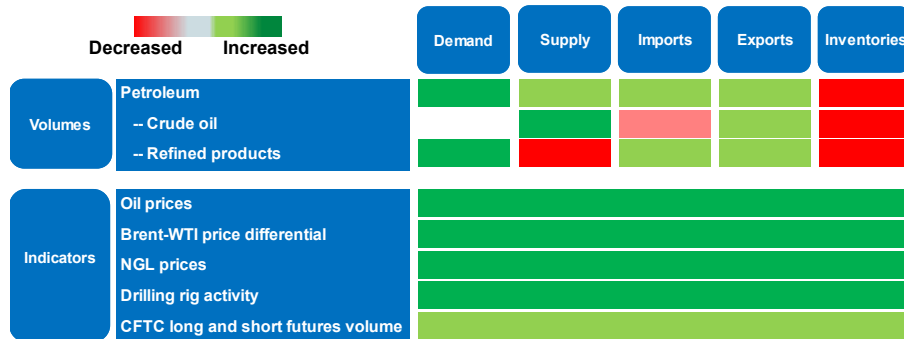 Decreased Increased
Demand Supply Imports Exports Inventories
Volumes
Petroleum
-- Crude oil
-- Refined products
Indicators
Oil prices
Brent-WTI price differential
NGL prices
Drilling rig activity
CFTC long and short futures volume